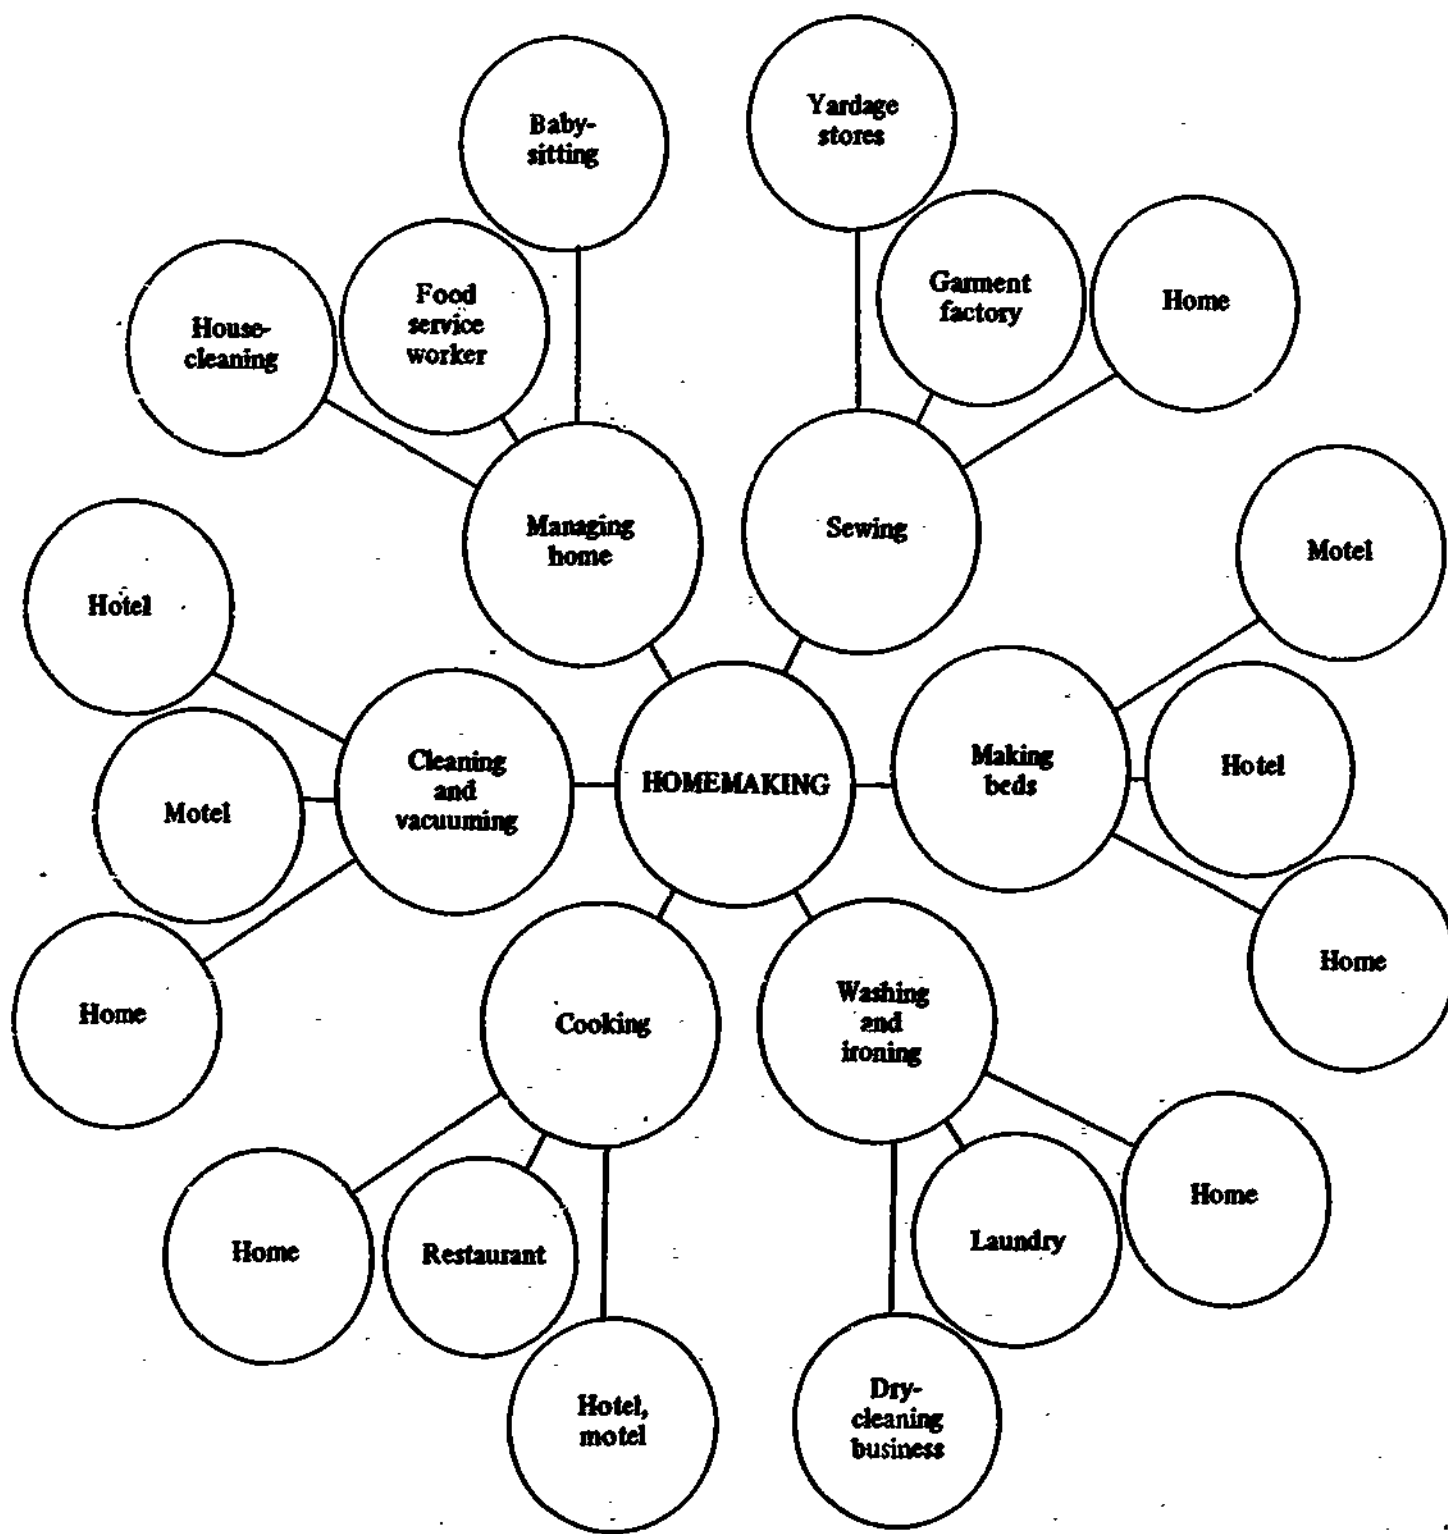 Baby-
sitting
Yardage
stores
House-
cleaning
Food
service
worker
Garment
factory
Home
Managing
home
Sewing
Motel
Hotel
Motel
Home
Cleaning
and
vacuuming
HOMEMAKING
Making
beds
Hotel
Home
Cooking
Washing
and
ironing
Home
Restaurant
Hotel,
motel
Laundry
Home
Dry-
cleaning
business